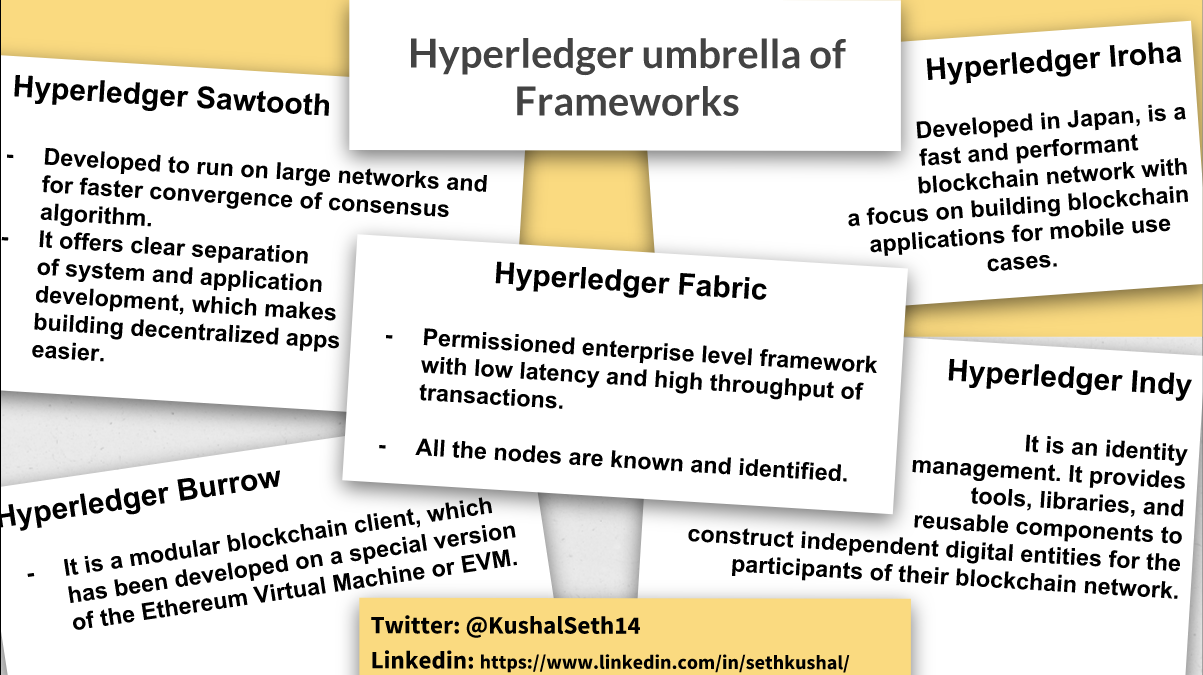 Hyperledger umbrella of
Frameworks
Hyperledger Sawtooth
- Developed to run on large networks and
for faster convergence of consensus
algorithm.
- It offers clear separation
of system and application
development, which makes
building decentralized apps
easier.
Hyperledger Iroha
Developed in Japan, is a
fast and performant
blockchain network with
a focus on building blockchain
applications for mobile use
cases.
Hyperledger Fabric
- Permissioned enterprise level framework
with low latency and high throughput of
transactions.
- All the nodes are known and identified.
Hyperledger Indy
It is an identity
management. It provides
tools, libraries, and
reusable components to
construct independent digital entities for the
participants of their blockchain network.
Hyperledger Burrow
- It is a modular blockchain client, which
has been developed on a special version
of the Ethereum Virtual Machine or EVM.
Twitter: @KushalSeth14
Linkedin: https://www.linkedin.com/in/sethkushal/